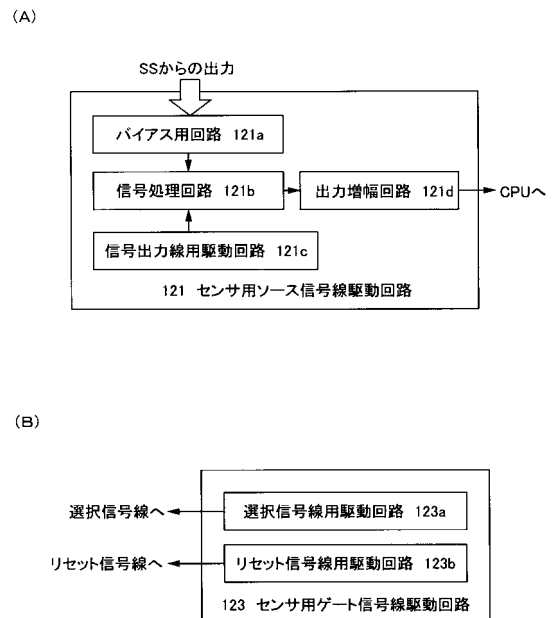 (A)
SSからの出力
バイアス用回路 121a
信号処理回路 121b
出力増幅回路 121d
CPUへ
信号出力線用駆動回路 121c
121 センサ用ソース信号線駆動回路
(B)
選択信号線へ
選択信号線用駆動回路 123a
リセット信号線へ
リセット信号線用駆動回路 123b
123 センサ用ゲート信号線駆動回路